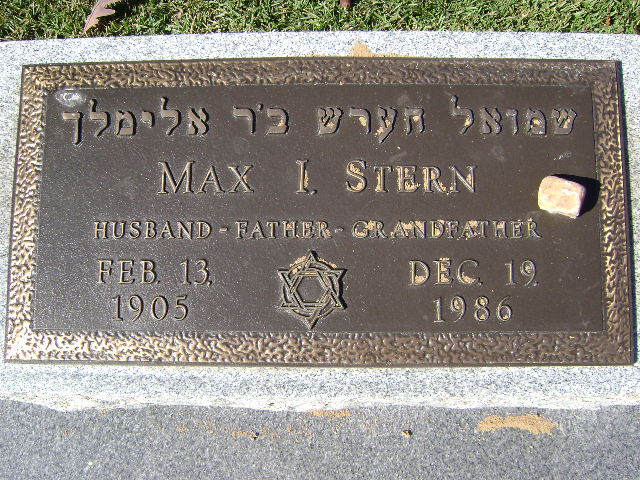 שמואל הערש ב׳ר אלימלך
MAX I. STERN
HUSBAND - FATHER - GRANDFATHER
FEB. 13, 1905
DEC. 19, 1986